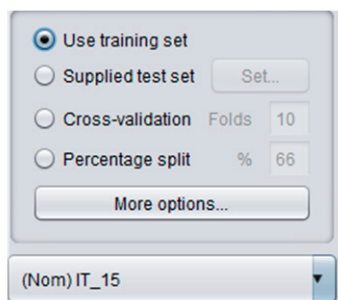 Use training set
Supplied test set Set...
Cross-validation Folds 10
Percentage split % 66
More options...
(Nom) IT_15